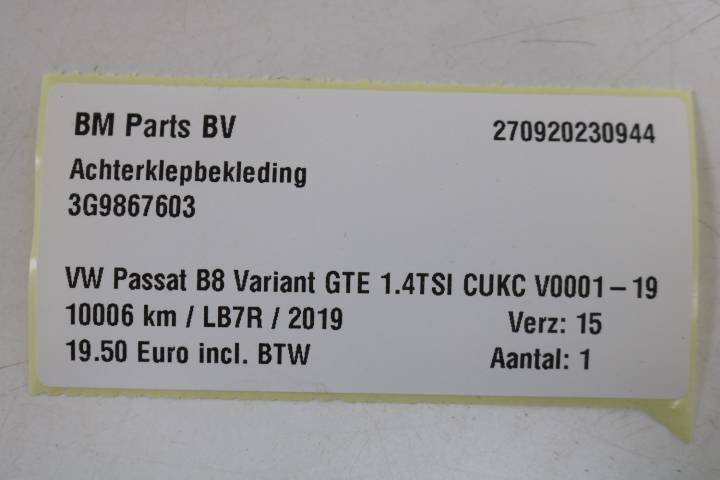 BM Parts BV 270920230944
Achterklepbekleding
3G9867603
VW Passat B8 Variant GTE 1.4TSI CUKC V0001-19
10006 km / LB7R / 2019 Verz: 15
19.50 Euro incl. BTW Aantal: 1